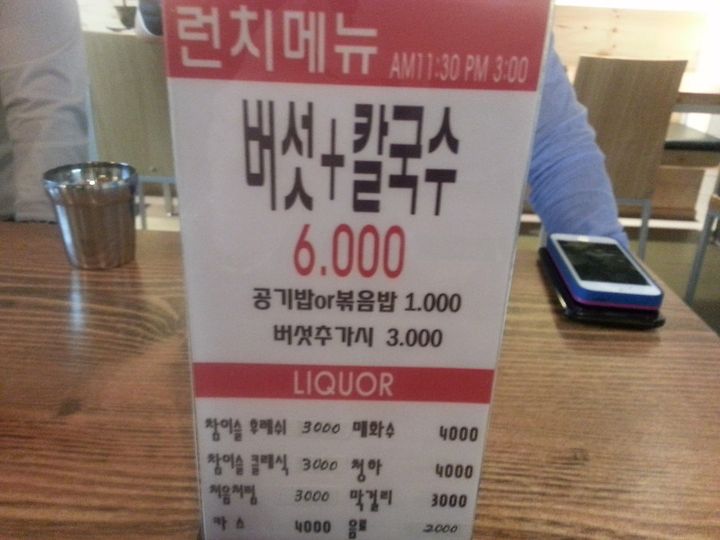 런치메뉴 AM11:30 PM 3:00
버섯+칼국수
6.000
공기밥or볶음밥 1.000
버섯추가시 3.000
LIQUOR
참이슬 후레쉬 3000 매화수 4000
참이슬 클래식 3000 청하 4000
처음처럼 3000 막걸리 3000
카스 4000 음료 2000